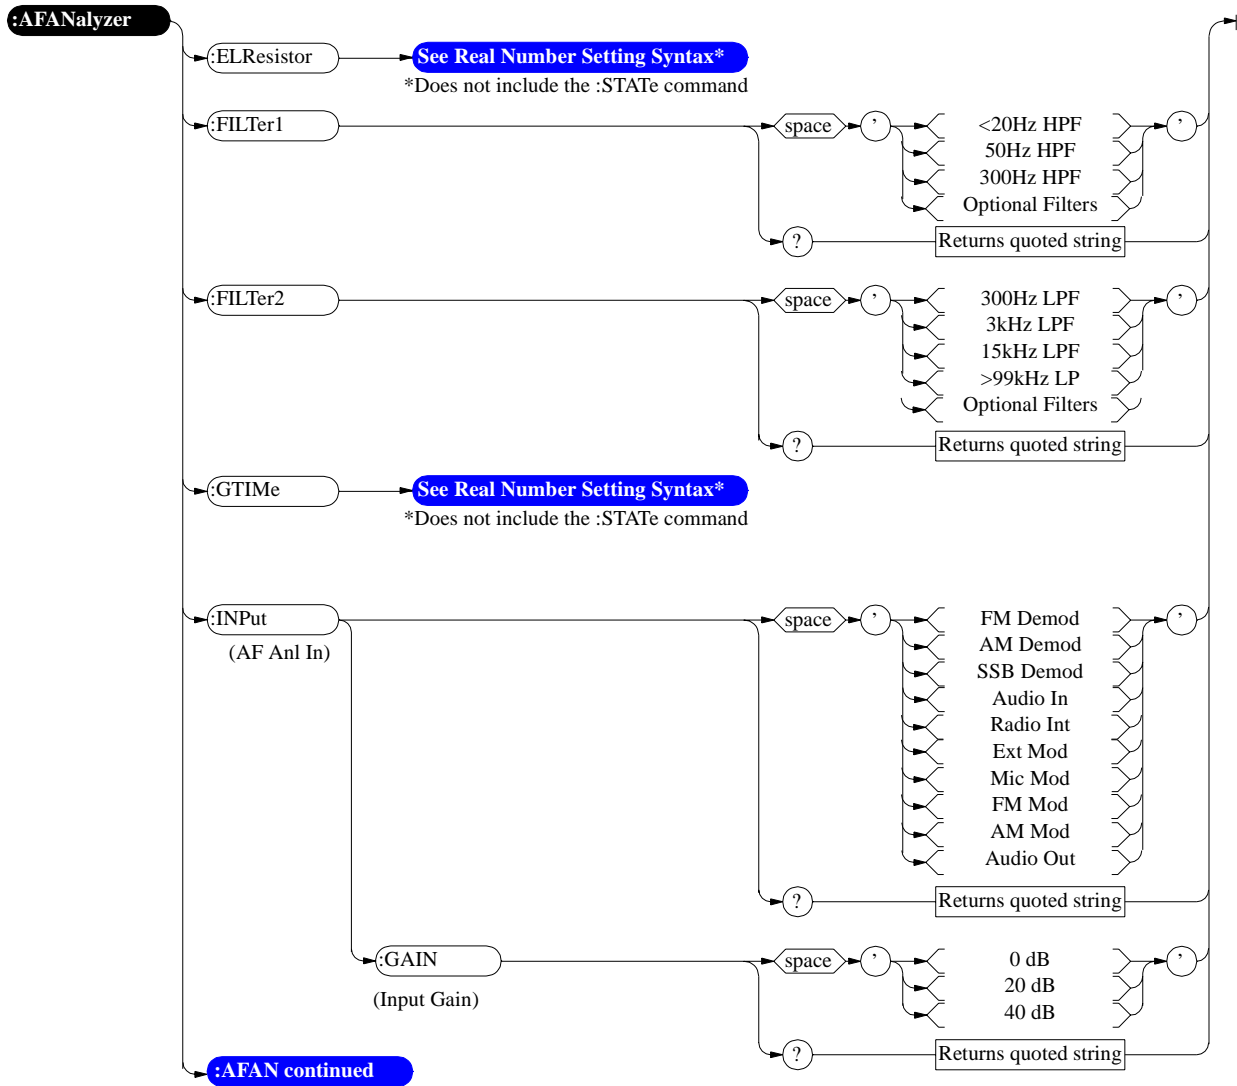 :AFANalyzer
:ELResistor See Real Number Setting Syntax*
*Does not include the :STATe command
:FILTer1 space ' <20Hz HPF '
50Hz HPF
300Hz HPF
Optional Filters
? Returns quoted string
:FILTer2 space ' 300Hz LPF '
3kHz LPF
15kHz LPF
>99kHz LP
Optional Filters
? Returns quoted string
:GTIMe See Real Number Setting Syntax*
*Does not include the :STATe command
:INPut space ' FM Demod '
(AF Anl In)
AM Demod
SSB Demod
Audio In
Radio Int
Ext Mod
Mic Mod
FM Mod
AM Mod
Audio Out
? Returns quoted string
:GAIN space ' 0 dB '
(Input Gain)
20 dB
40 dB
? Returns quoted string
:AFAN continued